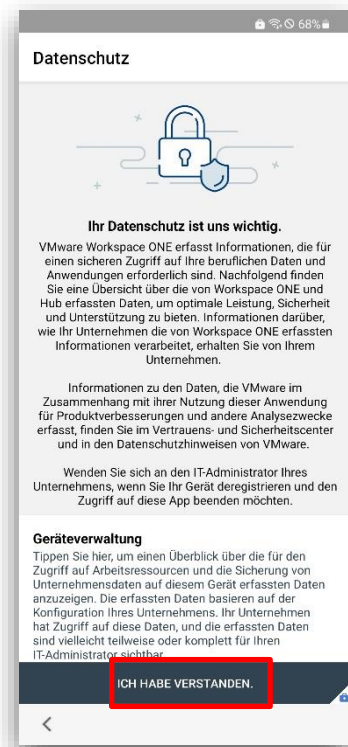 68%
Datenschutz
Ihr Datenschutz ist uns wichtig.
VMware Workspace ONE erfasst Informationen, die für
einen sicheren Zugriff auf Ihre beruflichen Daten und
Anwendungen erforderlich sind. Nachfolgend finden
Sie eine Übersicht über die von Workspace ONE und
Hub erfassten Daten, um optimale Leistung, Sicherheit
und Unterstützung zu bieten. Informationen darüber,
wie Ihr Unternehmen die von Workspace ONE erfassten
Informationen verarbeitet, erhalten Sie von Ihrem
Unternehmen.
Informationen zu den Daten, die VMware im
Zusammenhang mit ihrer Nutzung dieser Anwendung
für Produktverbesserungen und andere Analysezwecke
erfasst, finden Sie im Vertrauens- und Sicherheitscenter
und in den Datenschutzhinweisen von VMware.
Wenden Sie sich an den IT-Administrator Ihres
Unternehmens, wenn Sie Ihr Gerät deregistrieren und den
Zugriff auf diese App beenden möchten.
Geräteverwaltung
Tippen Sie hier, um einen Überblick über die für den
Zugriff auf Arbeitsressourcen und die Sicherung von
Unternehmensdaten auf diesem Gerät erfassten Daten
anzuzeigen. Die erfassten Daten basieren auf der
Konfiguration Ihres Unternehmens. Ihr Unternehmen
hat Zugriff auf diese Daten, und die erfassten Daten
sind vielleicht teilweise oder komplett für Ihren
IT-Administrator sichtbar.
ICH HABE VERSTANDEN.